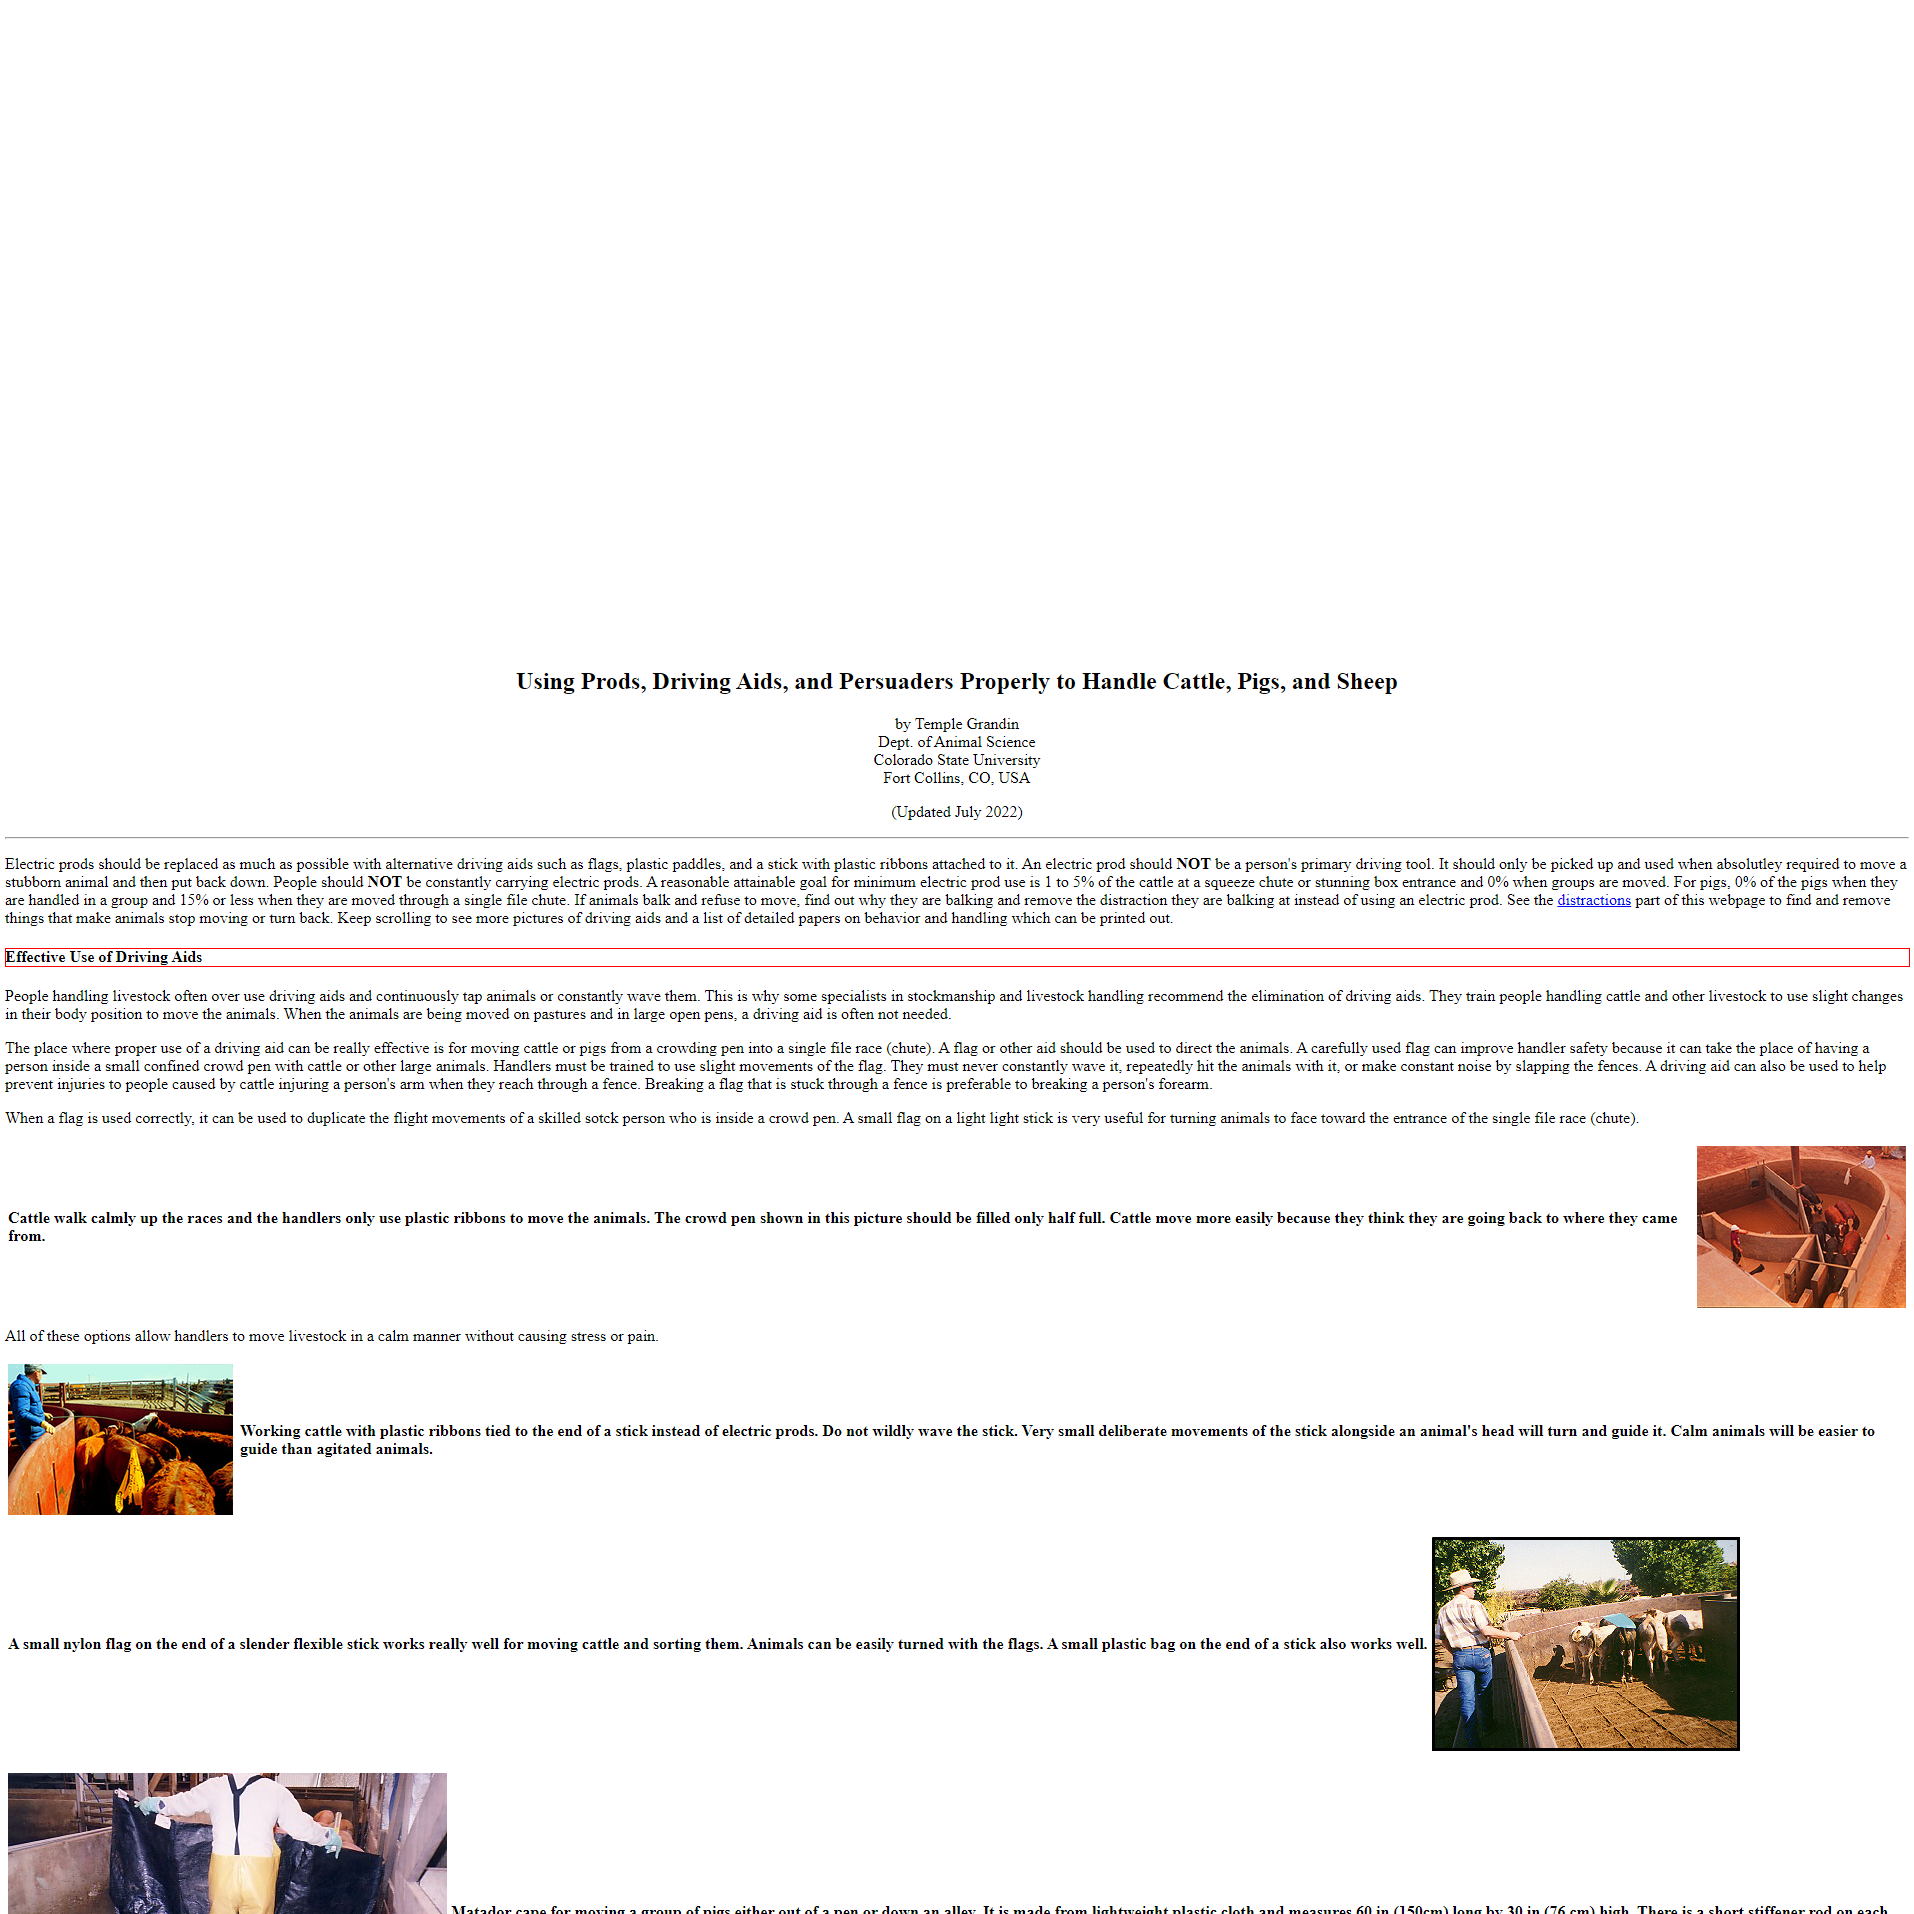 Using Prods, Driving Aids, and Persuaders Properly to Handle Cattle, Pigs, and Sheep
by Temple Grandin
Dept. of Animal Science
Colorado State University
Fort Collins, CO, USA
(Updated July 2022)
Electric prods should be replaced as much as possible with alternative driving aids such as flags, plastic paddles, and a stick with plastic ribbons attached to it. An electric prod should NOT be a person's primary driving tool. It should only be picked up and used when absolutley required to move a
stubborn animal and then put back down. People should NOT be constantly carrying electric prods. A reasonable attainable goal for minimum electric prod use is 1 to 5% of the cattle at a squeeze chute or stunning box entrance and 0% when groups are moved. For pigs, 0% of the pigs when they
are handled in a group and 15% or less when they are moved through a single file chute. If animals balk and refuse to move, find out why they are balking and remove the distraction they are balking at instead of using an electric prod. See the distractions part of this webpage to find and remove
things that make animals stop moving or turn back. Keep scrolling to see more pictures of driving aids and a list of detailed papers on behavior and handling which can be printed out.
Effective Use of Driving Aids
People handling livestock often over use driving aids and continuously tap animals or constantly wave them. This is why some specialists in stockmanship and livestock handling recommend the elimination of driving aids. They train people handling cattle and other livestock to use slight changes
in their body position to move the animals. When the animals are being moved on pastures and in large open pens, a driving aid is often not needed.
The place where proper use of a driving aid can be really effective is for moving cattle or pigs from a crowding pen into a single file race (chute). A flag or other aid should be used to direct the animals. A carefully used flag can improve handler safety because it can take the place of having a
person inside a small confined crowd pen with cattle or other large animals. Handlers must be trained to use slight movements of the flag. They must never constantly wave it, repeatedly hit the animals with it, or make constant noise by slapping the fences. A driving aid can also be used to help
prevent injuries to people caused by cattle injuring a person's arm when they reach through a fence. Breaking a flag that is stuck through a fence is preferable to breaking a person's forearm.
When a flag is used correctly, it can be used to duplicate the flight movements of a skilled sotck person who is inside a crowd pen. A small flag on a light light stick is very useful for turning animals to face toward the entrance of the single file race (chute).
Cattle walk calmly up the races and the handlers only use plastic ribbons to move the animals. The crowd pen shown in this picture should be filled only half full. Cattle move more easily because they think they are going back to where they came
from.
All of these options allow handlers to move livestock in a calm manner without causing stress or pain.
Working cattle with plastic ribbons tied to the end of a stick instead of electric prods. Do not wildly wave the stick. Very small deliberate movements of the stick alongside an animal's head will turn and guide it. Calm animals will be easier to
guide than agitated animals.
A small nylon flag on the end of a slender flexible stick works really well for moving cattle and sorting them. Animals can be easily turned with the flags. A small plastic bag on the end of a stick also works well.
Matador cape for moving a group of pigs either out of a pen or down an alley. It is made from lightweight plastic cloth and measures 60 in (150cm) long by 30 in (76 cm) high. There is a short stiffener rod on each